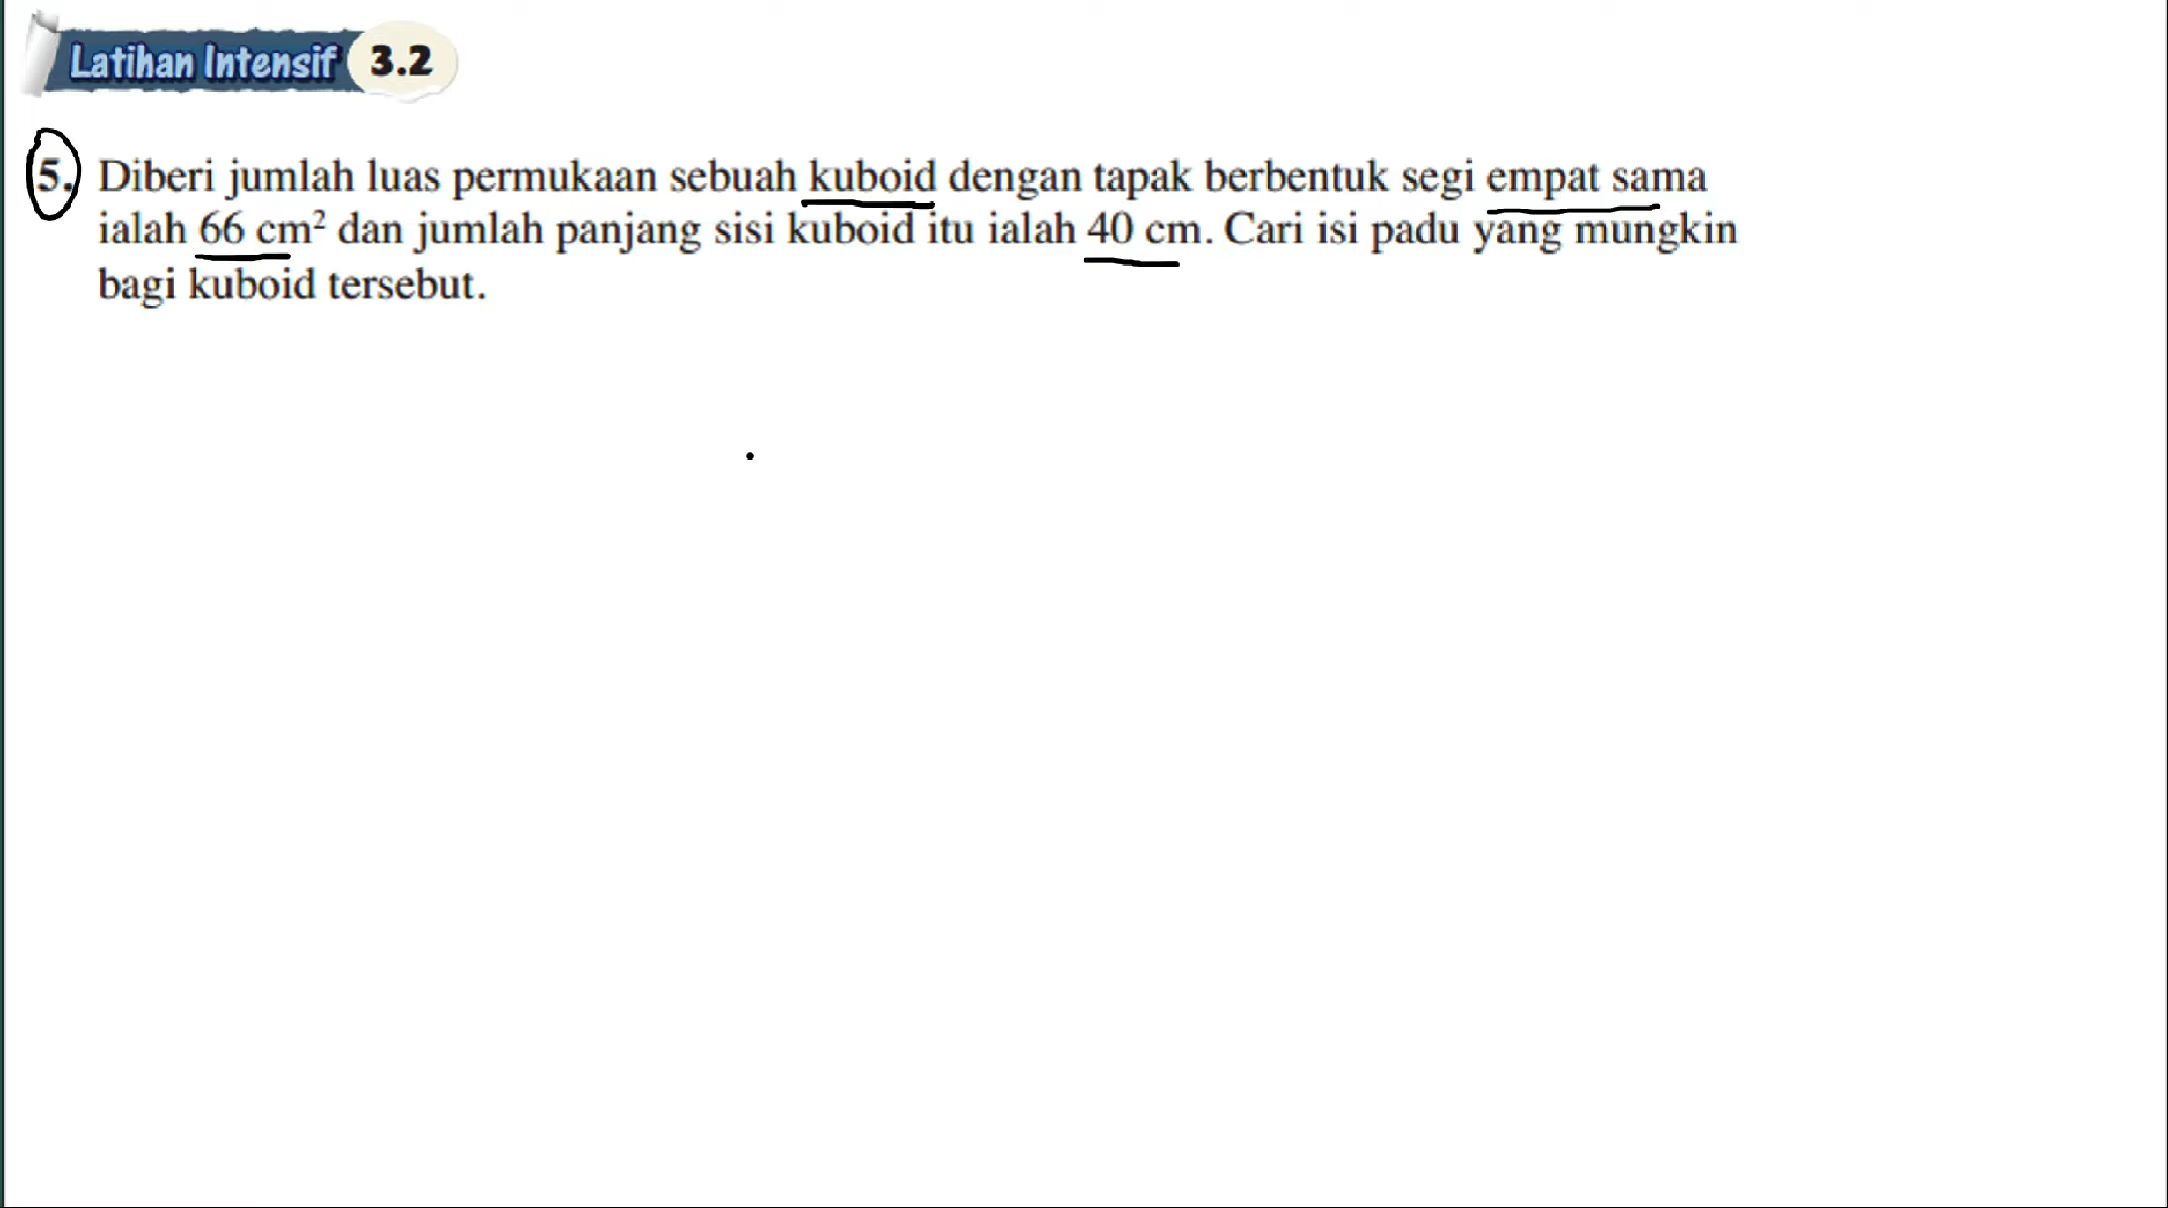 Latihan Intensif 3.2
5. Diberi jumlah luas permukaan sebuah kuboid dengan tapak berbentuk segi empat sama
ialah 66 cm² dan jumlah panjang sisi kuboid itu ialah 40 cm. Cari isi padu yang mungkin
bagi kuboid tersebut.